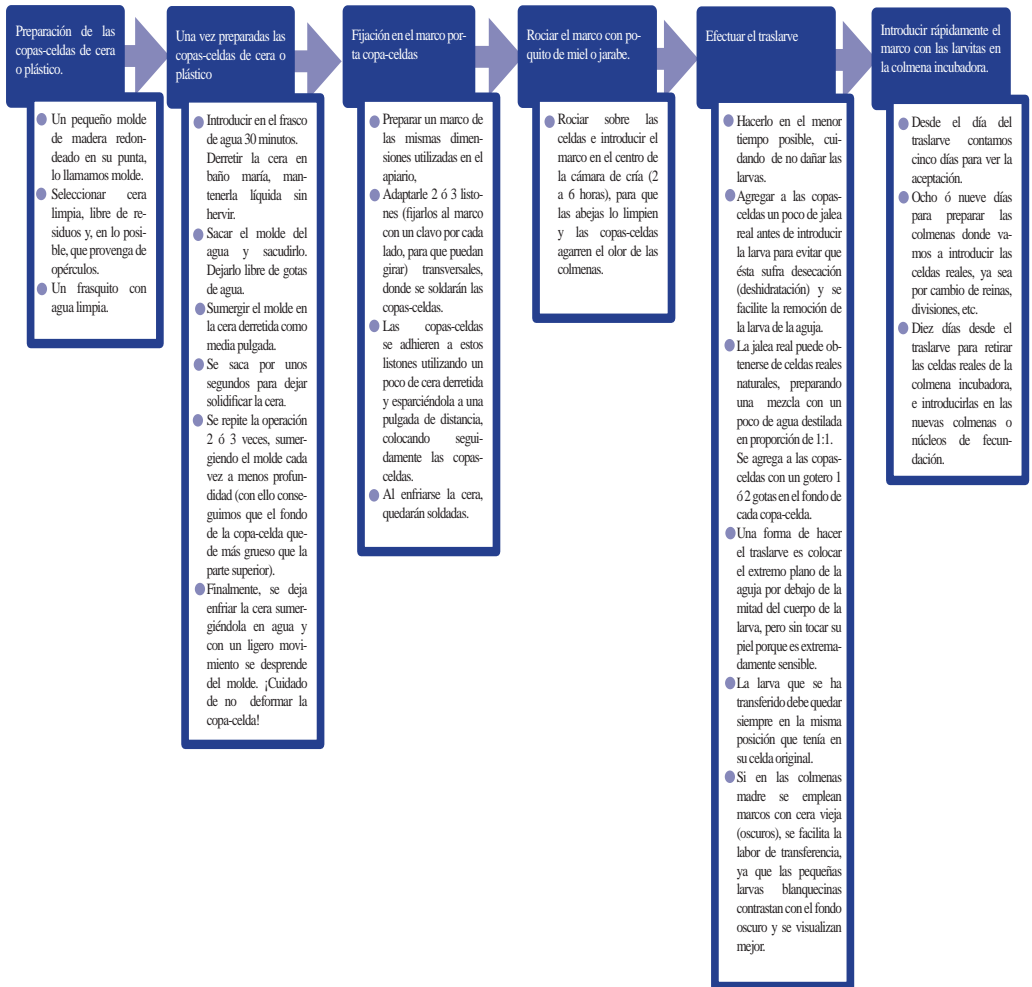 Preparación de las
copas-celdas de cera
o plástico.
Un pequeño molde
de madera redon-
deado en su punta,
lo llamamos molde.
Seleccionar cera
limpia, libre de re-
siduos y, en lo posi-
ble, que provenga de
opérculos.
Un frasquito con
agua limpia.
Una vez preparadas las
copas-celdas de cera o
plástico
Introducir en el frasco
de agua 30 minutos.
Derretir la cera en
baño maría, man-
tenerla líquida sin
hervir.
Sacar el molde del
agua y sacudirlo.
Dejarlo libre de gotas
de agua.
Sumergir el molde en
la cera derretida como
media pulgada.
Se saca por unos
segundos para dejar
solidificar la cera.
Se repite la operación
2 ó 3 veces, sumer-
giendo el molde cada
vez a menos profun-
didad (con ello conse-
guimos que el fondo
de la copa-celda que-
de más grueso que la
parte superior).
Finalmente, se deja
enfriar la cera sumer-
giéndola en agua y
con un ligero movi-
miento se desprende
del molde. ¡Cuidado
de no deformar la
copa-celda!
Fijación en el marco por-
ta copa-celdas
Preparar un marco de
las mismas dimen-
siones utilizadas en el
apiario,
Adaptarle 2 ó 3 listo-
nes (fijarlos al marco
con un clavo por cada
lado, para que puedan
girar) transversales,
donde se soldarán las
copas-celdas.
Las copas-celdas
se adhieren a estos
listones utilizando un
poco de cera derretida
y esparciéndola a una
pulgada de distancia,
colocando segui-
damente las copas-
celdas.
Al enfriarse la cera,
quedarán soldadas.
Rociar el marco con po-
quito de miel o jarabe.
Rociar sobre las
celdas e introducir el
marco en el centro de
la cámara de cría (2
a 6 horas), para que
las abejas lo limpien
y las copas-celdas
agarren el olor de las
colmenas.
Efectuar el traslarve
Hacerlo en el menor
tiempo posible, cui-
dando de no dañar las
larvas.
Agregar a las copas-
celdas un poco de jalea
real antes de introducir
la larva para evitar que
ésta sufra desecación
(deshidratación) y se
facilite la remoción de
la larva de la aguja.
La jalea real puede ob-
tenerse de celdas reales
naturales, preparando
una mezcla con un
poco de agua destilada
en proporción de 1:1.
Se agrega a las copas-
celdas con un gotero 1
ó 2 gotas en el fondo de
cada copa-celda.
Una forma de hacer
el traslarve es colocar
el extremo plano de la
aguja por debajo de la
mitad del cuerpo de la
larva, pero sin tocar su
piel porque es extrema-
damente sensible.
La larva que se ha
transferido debe quedar
siempre en la misma
posición que tenía en
su celda original.
Si en las colmenas
madre se emplean
marcos con cera vieja
(oscuros), se facilita la
labor de transferencia,
ya que las pequeñas
larvas blanquecinas
contrastan con el fondo
oscuro y se visualizan
mejor.
Introducir rápidamente el
marco con las larvitas en
la colmena incubadora.
Desde el día del
traslarve contamos
cinco días para ver la
aceptación.
Ocho ó nueve días
para preparar las
colmenas donde va-
mos a introducir las
celdas reales, ya sea
por cambio de reinas,
divisiones, etc.
Diez días desde el
traslarve para retirar
las celdas reales de la
colmena incubadora,
e introducirlas en las
nuevas colmenas o
núcleos de fecun-
dación.